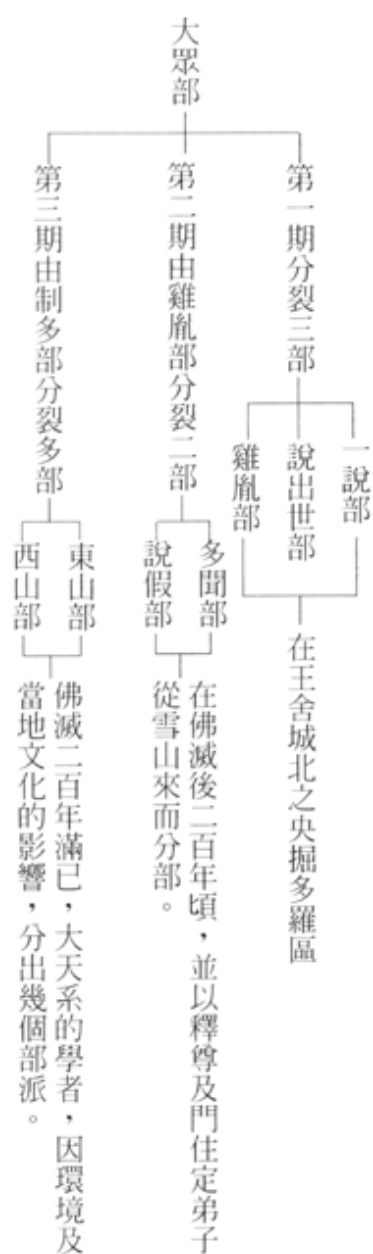 大眾部
第一期分裂三部
一說部
說出世部
雞胤部
在王舍城北之央掘多羅區
第二期由雞胤部分裂二部
多聞部
說假部
在佛滅後二百年頃，並以釋尊及門住定弟子
從雪山來而分部。
第三期由制多部分裂多部
東山部
西山部
佛滅二百年滿已，大天系的學者，因環境及
當地文化的影響，分出幾個部派。